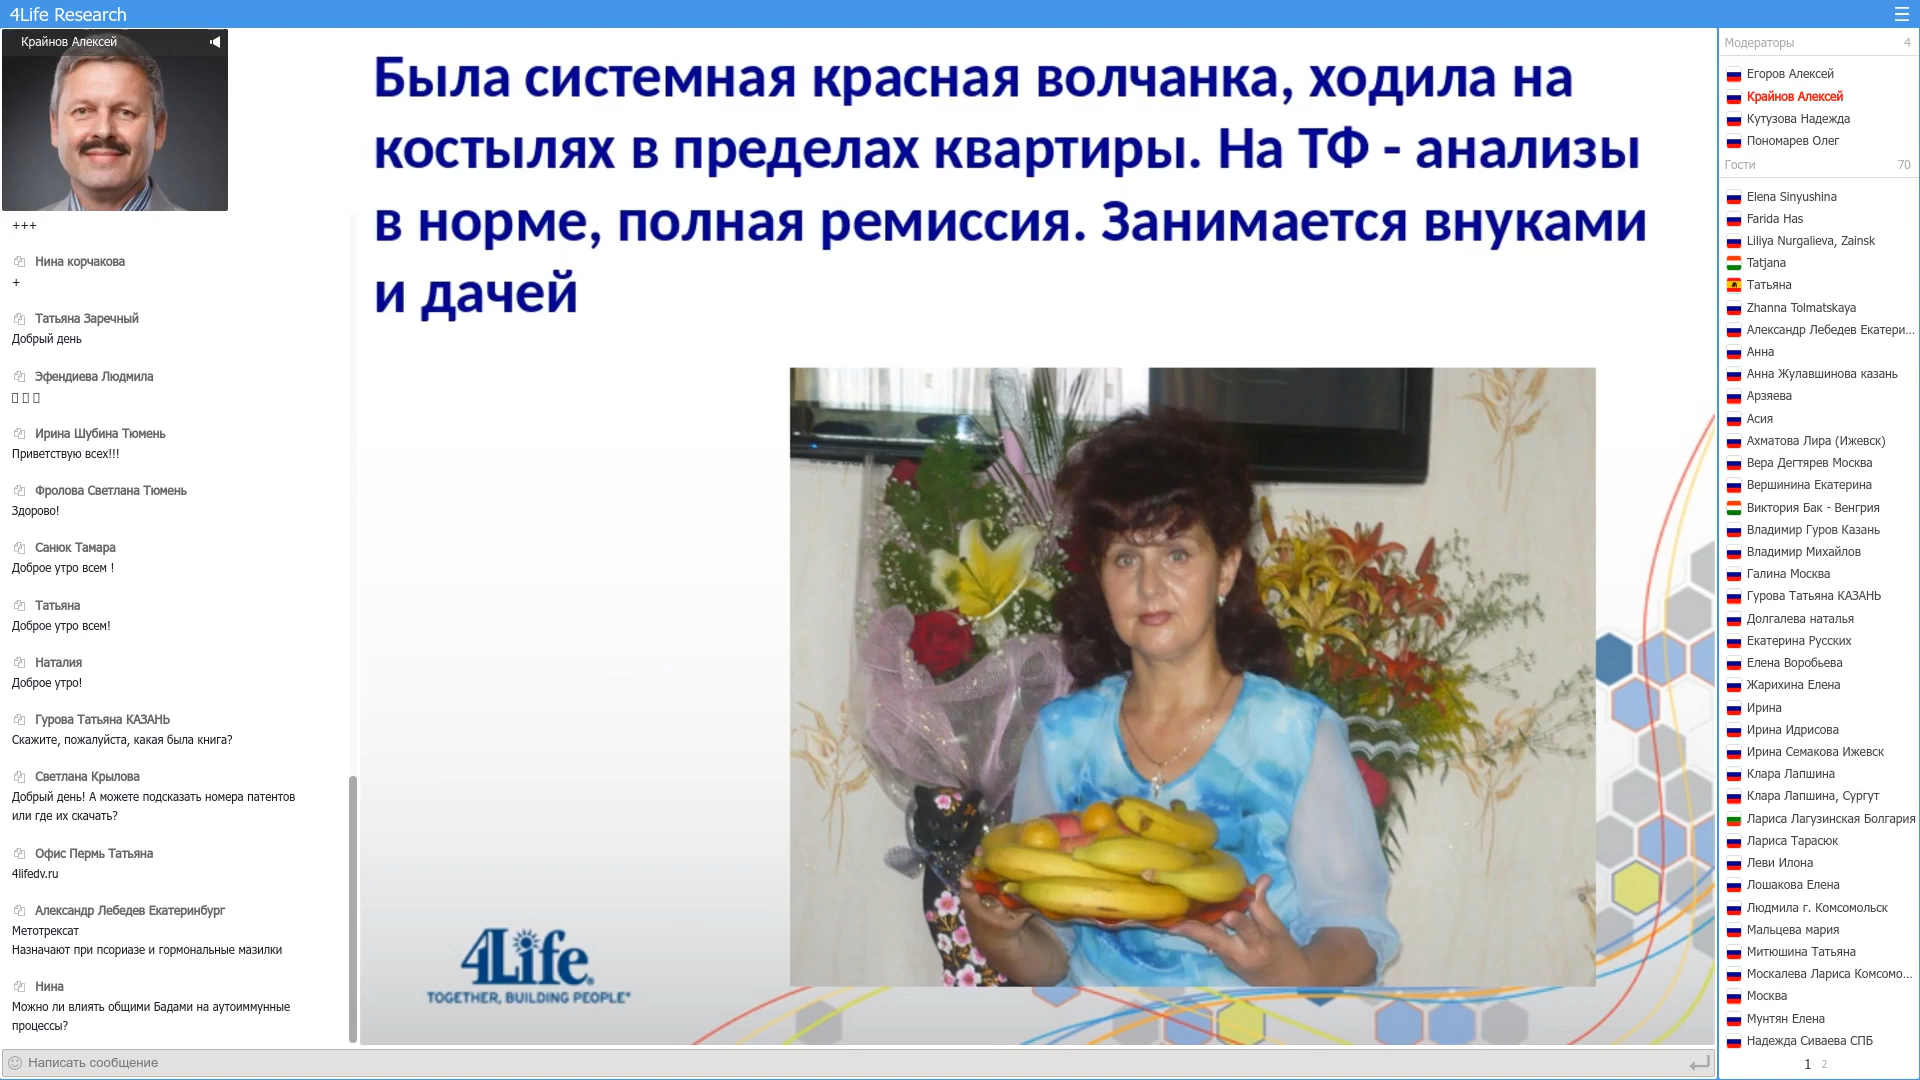 4Life Research
Крайнов Алексей
+++
Нина корчакова
+
Татьяна Заречный
Добрый день
Эфендиева Людмила
Ирина Шубина Тюмень
Приветствую всех!!!
Фролова Светлана Тюмень
Здорово!
Санюк Тамара
Доброе утро всем !
Татьяна
Доброе утро всем!
Наталия
Доброе утро!
Гурова Татьяна КАЗАНЬ
Скажите, пожалуйста, какая была книга?
Светлана Крылова
Добрый день! А можете подсказать номера патентов
или где их скачать?
Офис Пермь Татьяна
4lifedv.ru
Александр Лебедев Екатеринбург
Метотрексат
Назначают при псориазе и гормональные мазилки
Нина
Можно ли влиять общими Бадами на аутоиммунные
процессы?
Написать сообщение
Была системная красная волчанка, ходила на
костылях в пределах квартиры. На ТФ - анализы
в норме, полная ремиссия. Занимается внуками
и дачей
4Life®
TOGETHER, BUILDING PEOPLE®
Модераторы 4
Егоров Алексей
Крайнов Алексей
Кутузова Надежда
Пономарев Олег
Гости 70
Elena Sinyushina
Farida Has
Liliya Nurgalieva, Zainsk
Tatjana
Татьяна
Zhanna Tolmatskaya
Александр Лебедев Екатери...
Анна
Анна Жулавшинова казань
Арзяева
Асия
Ахматова Лира (Ижевск)
Вера Дегтярев Москва
Вершинина Екатерина
Виктория Бак - Венгрия
Владимир Гуров Казань
Владимир Михайлов
Галина Москва
Гурова Татьяна КАЗАНЬ
Долгалева наталья
Екатерина Русских
Елена Воробьева
Жарихина Елена
Ирина
Ирина Идрисова
Ирина Семакова Ижевск
Клара Лапшина
Клара Лапшина, Сургут
Лариса Лагузинская Болгария
Лариса Тарасюк
Леви Илона
Лошакова Елена
Людмила г. Комсомольск
Мальцева мария
Митюшина Татьяна
Москалева Лариса Комсомо...
Москва
Мунтян Елена
Надежда Сиваева СПБ
1 2